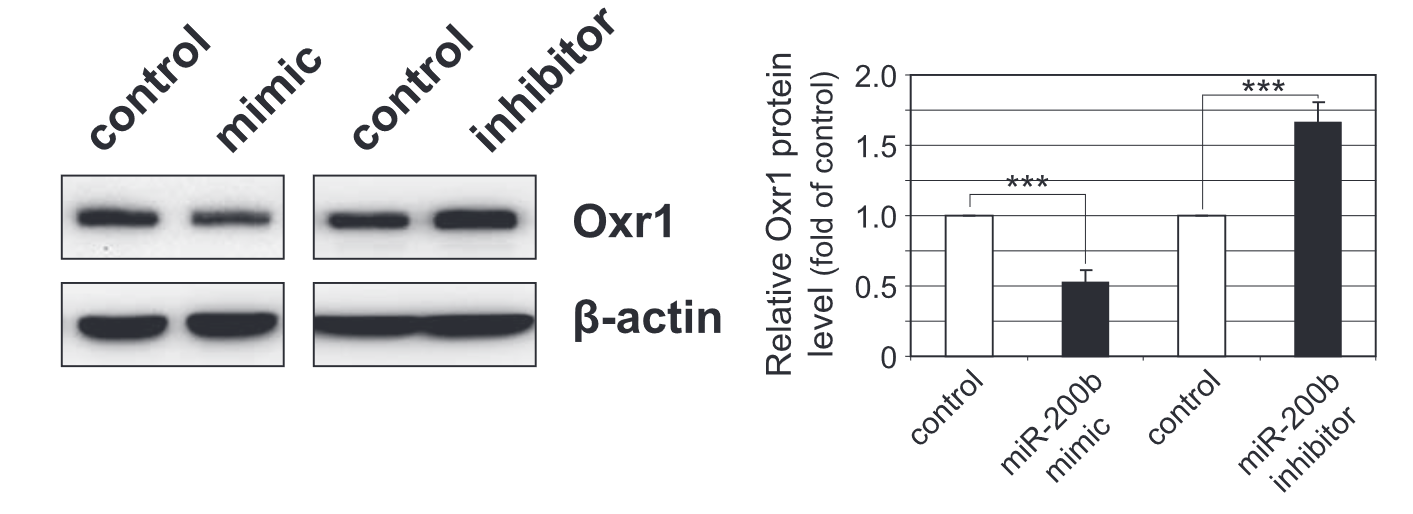 control
mimic
control
inhibitor
Oxr1
β-actin
Relative Oxr1 protein
level (fold of control)
2.0
1.5
1.0
0.5
0
***
***
control
miR-200b
mimic
control
miR-200b
inhibitor